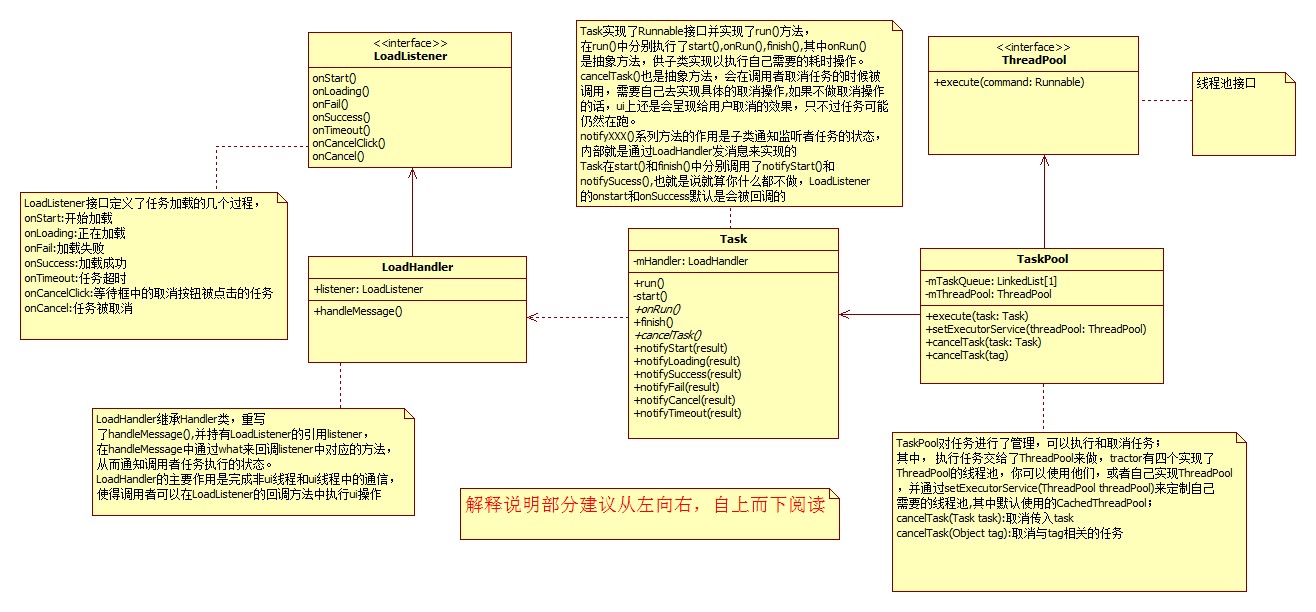 <<interface>>
LoadListener
onStart()
onLoading()
onFail()
onSuccess()
onTimeout()
onCancelClick()
onCancel()
LoadListener接口定义了任务加载的几个过程，
onStart:开始加载
onLoading:正在加载
onFail:加载失败
onSuccess:加载成功
onTimeout:任务超时
onCancelClick:等待框中的取消按钮被点击的任务
onCancel:任务被取消
LoadHandler
+listener: LoadListener
+handleMessage()
LoadHandler继承Handler类，重写
了handleMessage(),并持有LoadListener的引用listener，
在handleMessage中通过what来回调listener中对应的方法，
从而通知调用者任务执行的状态。
LoadHandler的主要作用是完成非ui线程和ui线程中的通信，
使得调用者可以在LoadListener的回调方法中执行ui操作
Task实现了Runnable接口并实现了run()方法，
在run()中分别执行了start(),onRun(),finish(),其中onRun()
是抽象方法，供子类实现以执行自己需要的耗时操作。
cancelTask()也是抽象方法，会在调用者取消任务的时候被
调用，需要自己去实现具体的取消操作,如果不做取消操作
的话，ui上还是会呈现给用户取消的效果，只不过任务可能
仍然在跑。
notifyXXX()系列方法的作用是子类通知监听者任务的状态，
内部就是通过LoadHandler发消息来实现的
Task在start()和finish()中分别调用了notifyStart()和
notifySucess(),也就是说就算你什么都不做，LoadListener
的onstart和onSuccess默认是会被回调的
Task
-mHandler: LoadHandler
+run()
-start()
+onRun()
+finish()
+cancelTask()
+notifyStart(result)
+notifyLoading(result)
+notifySuccess(result)
+notifyFail(result)
+notifyCancel(result)
+notifyTimeout(result)
解释说明部分建议从左向右，自上而下阅读
<<interface>>
ThreadPool
+execute(command: Runnable)
线程池接口
TaskPool
-mTaskQueue: LinkedList[1]
-mThreadPool: ThreadPool
+execute(task: Task)
+setExecutorService(threadPool: ThreadPool)
+cancelTask(task: Task)
+cancelTask(tag)
TaskPool对任务进行了管理，可以执行和取消任务；
其中， 执行任务交给了ThreadPool来做，tractor有四个实现了
ThreadPool的线程池，你可以使用他们，或者自己实现ThreadPool
，并通过setExecutorService(ThreadPool threadPool)来定制自己
需要的线程池,其中默认使用的CachedThreadPool；
cancelTask(Task task):取消传入task
cancelTask(Object tag):取消与tag相关的任务